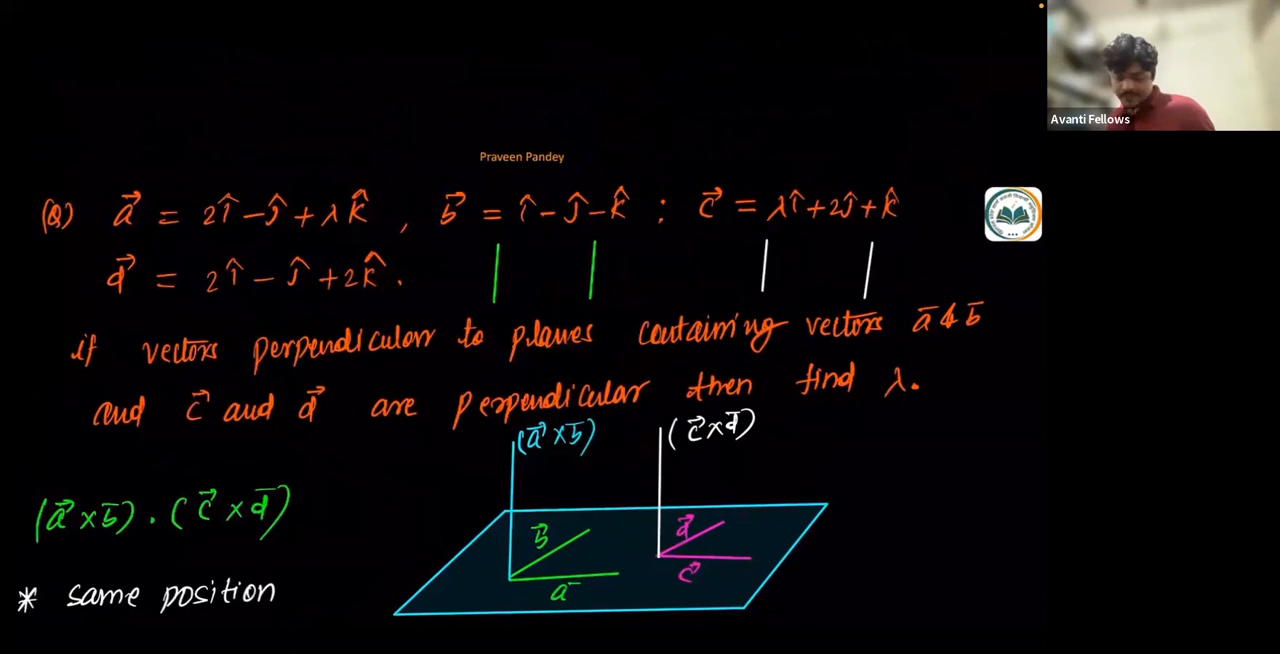 Avanti Fellows
Praveen Pandey
(Q) a⃗ = 2î - ĵ + λk̂ , b⃗ = î - ĵ - k̂ ; c⃗ = λî + 2ĵ + k̂
d⃗ = 2î - ĵ + 2k̂ .
if vectors perpendicular to planes containing vectors a̅ & b̅
and c⃗ and d⃗ are perpendicular then find λ.
(a⃗ × b̅) (c⃗ × d̅)
(a⃗ × b̅) . (c⃗ × d̅)
b̅ d⃗
a̅ c⃗
* same position